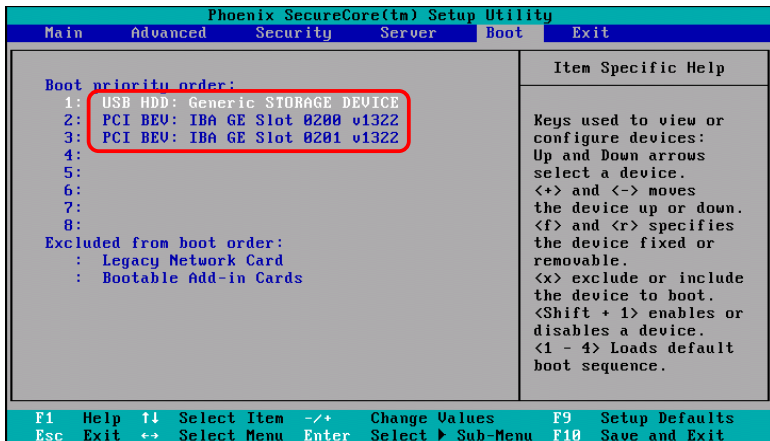 Phoenix SecureCore(tm) Setup Utility
Main Advanced Security Server Boot Exit
Boot priority order:
1: USB HDD: Generic STORAGE DEVICE
2: PCI BEV: IBA GE Slot 0200 v1322
3: PCI BEV: IBA GE Slot 0201 v1322
4:
5:
6:
7:
8:
Excluded from boot order:
: Legacy Network Card
: Bootable Add-in Cards
Item Specific Help
Keys used to view or
configure devices:
Up and Down arrows
select a device.
<+> and <-> moves
the device up or down.
<f> and <r> specifies
the device fixed or
removable.
<x> exclude or include
the device to boot.
<Shift + 1> enables or
disables a device.
<1 - 4> Loads default
boot sequence.
F1 Help ↑↓ Select Item -/+ Change Values F9 Setup Defaults
Esc Exit ↔ Select Menu Enter Select ▶ Sub-Menu F10 Save and Exit